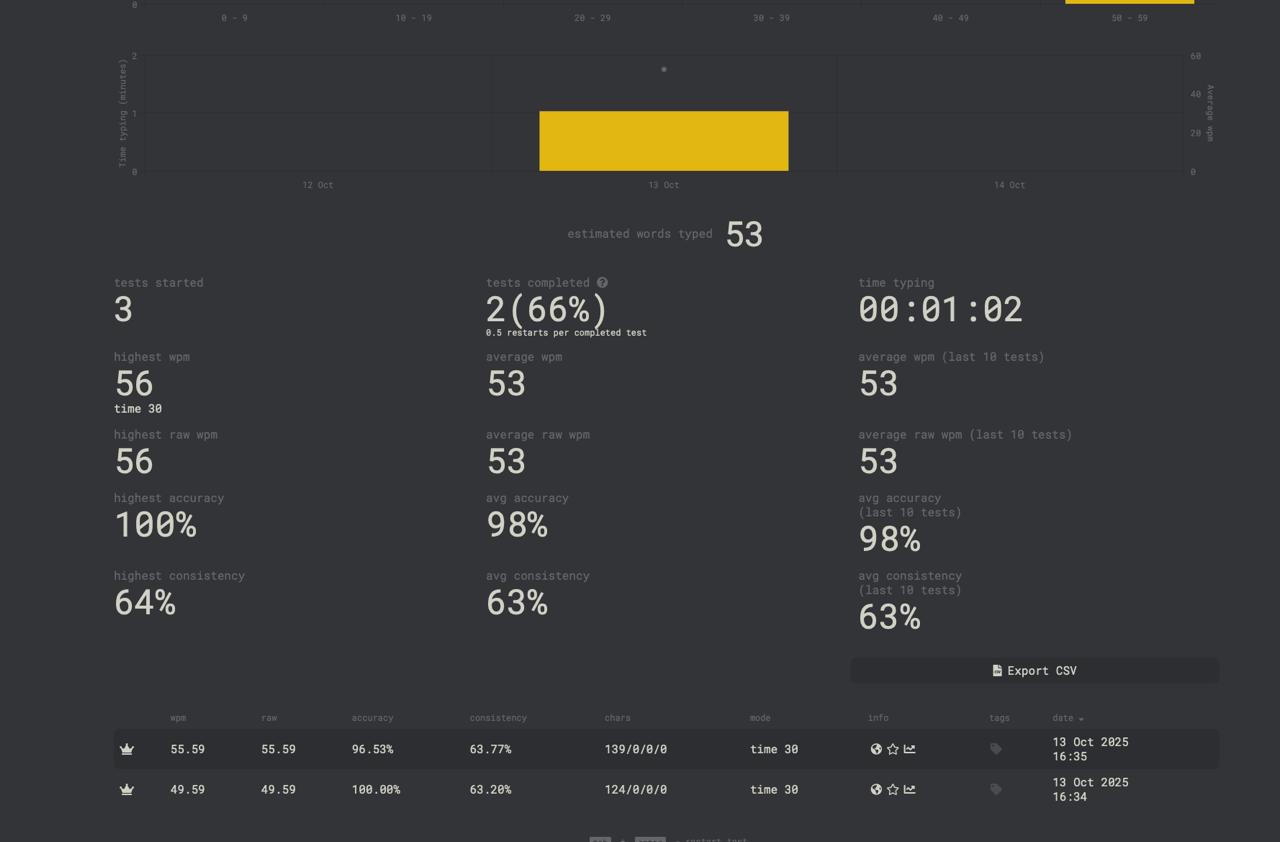 0
0 - 9 10 - 19 20 - 29 30 - 39 40 - 49 50 - 59
2 60
40
1
20
0 0
Time typing (minutes)
Average wpm
12 Oct 13 Oct 14 Oct
estimated words typed 53
tests started tests completed time typing
3 2(66%) 00:01:02
0.5 restarts per completed test
highest wpm average wpm average wpm (last 10 tests)
56 53 53
time 30
highest raw wpm average raw wpm average raw wpm (last 10 tests)
56 53 53
highest accuracy avg accuracy avg accuracy
(last 10 tests)
100% 98% 98%
highest consistency avg consistency avg consistency
(last 10 tests)
64% 63% 63%
Export CSV
wpm raw accuracy consistency chars mode info tags date
55.59 55.59 96.53% 63.77% 139/0/0/0 time 30 13 Oct 2025
16:35
49.59 49.59 100.00% 63.20% 124/0/0/0 time 30 13 Oct 2025
16:34